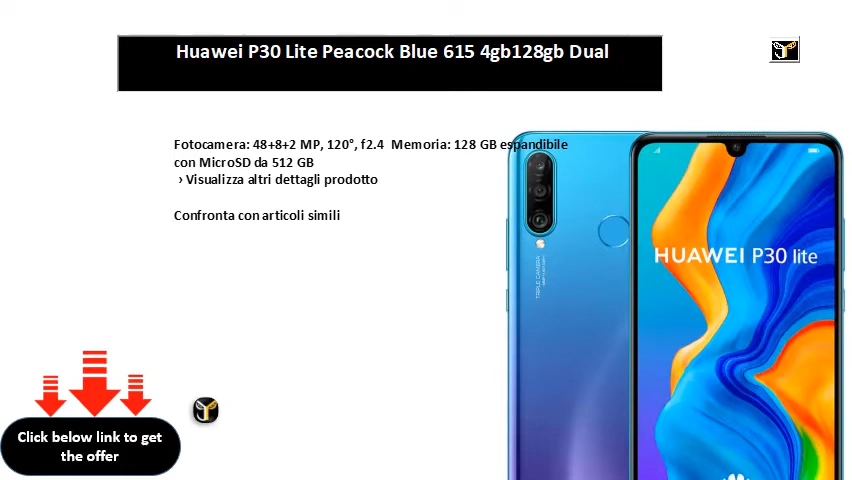 Huawei P30 Lite Peacock Blue 615 4gb128gb Dual
Fotocamera: 48+8+2 MP, 120°, f2.4 Memoria: 128 GB espandibile
con MicroSD da 512 GB
› Visualizza altri dettagli prodotto
Confronta con articoli simili
TRIPLE CAMERA
HUAWEI P30 lite
Click below link to get
the offer